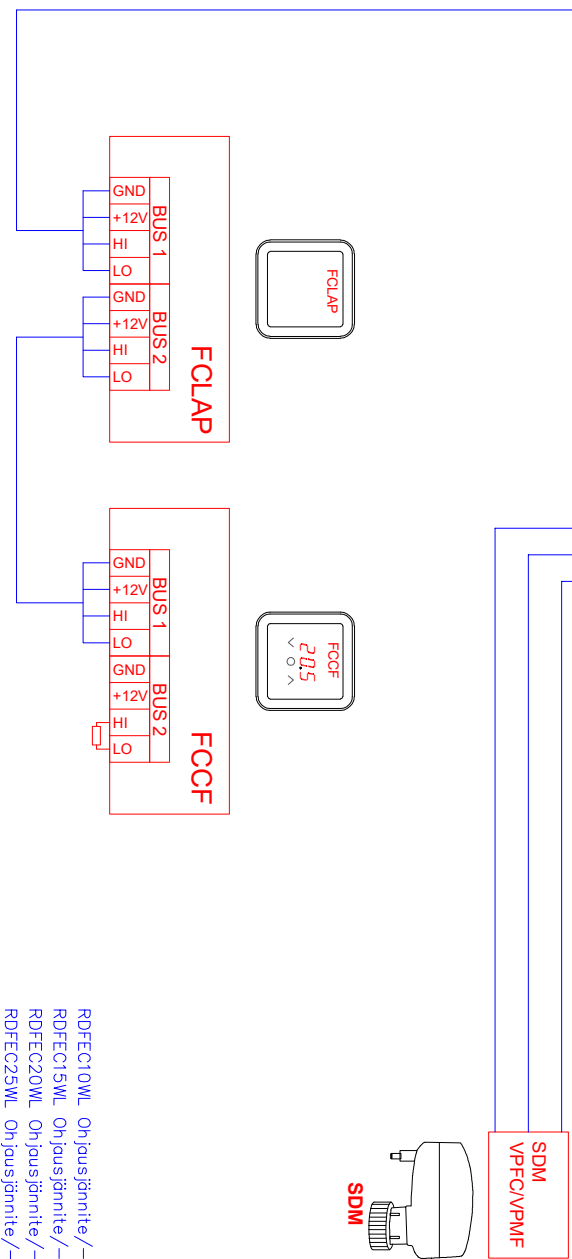 GND
+12V
HI
LO
BUS 1
GND
+12V
HI
LO
BUS 2
FCLAP
FCLAP
GND
+12V
HI
LO
BUS 1
GND
+12V
HI
LO
BUS 2
FCCF
FCCF
20.5
SDM
VPFC/VPMF
SDM
RDFEC10WL Ohjausjännite/-
RDFEC15WL Ohjausjännite/-
RDFEC20WL Ohjausjännite/-
RDFEC25WL Ohjausjännite/-